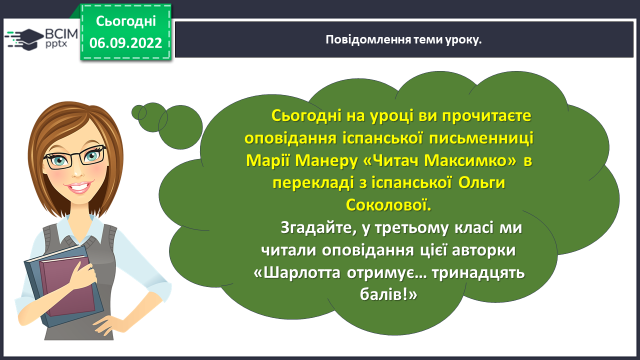 Сьогодні
06.09.2022
BCIM
pptx
Повідомлення теми уроку.
Сьогодні на уроці ви прочитаєте
оповідання іспанської письменниці
Марії Манеру «Читач Максимко» в
перекладі з іспанської Ольги
Соколової.
Згадайте, у третьому класі ми
читали оповідання цієї авторки
«Шарлотта отримує... тринадцять
балів!»